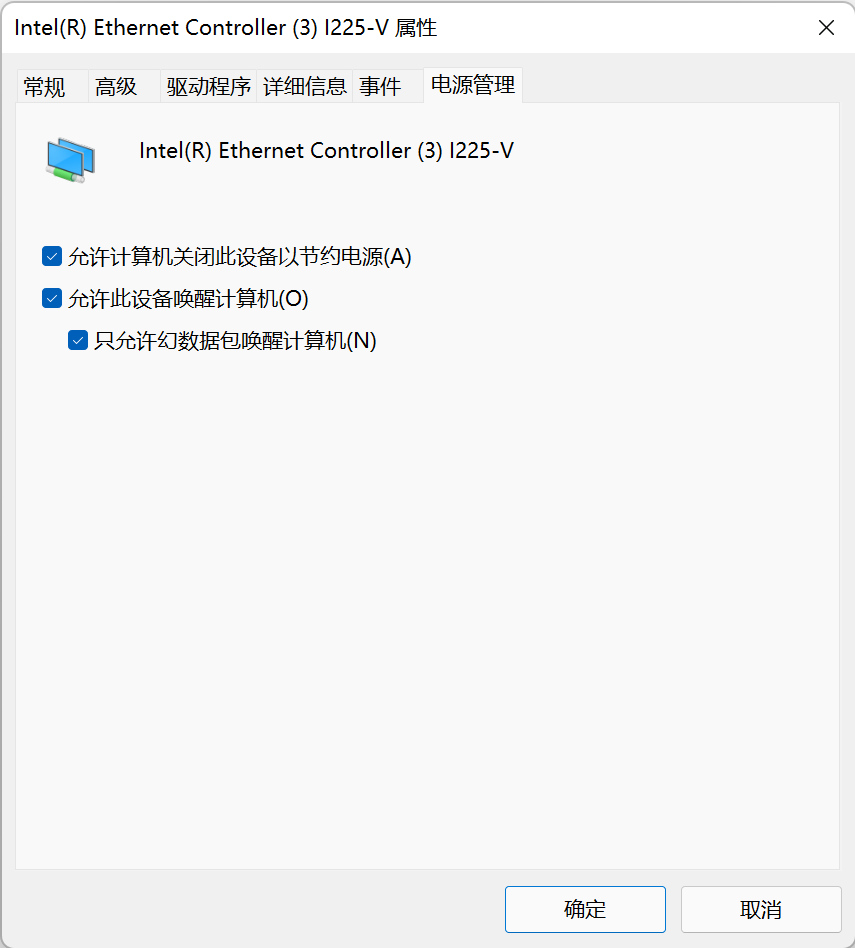 Intel(R) Ethernet Controller (3) I225-V 属性
常规 高级 驱动程序 详细信息 事件 电源管理
Intel(R) Ethernet Controller (3) I225-V
允许计算机关闭此设备以节约电源(A)
允许此设备唤醒计算机(O)
只允许幻数据包唤醒计算机(N)
确定 取消